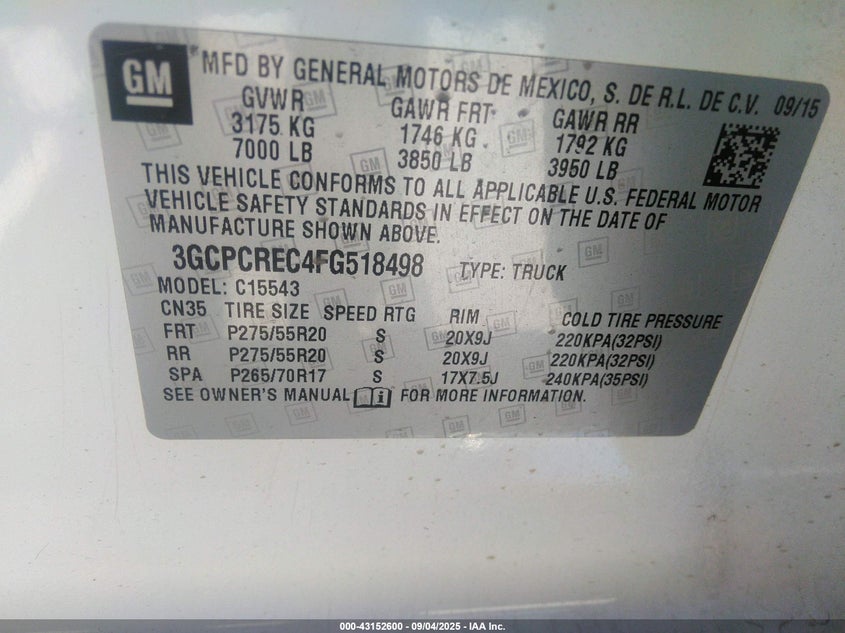 GM
*MFD BY GENERAL MOTORS DE MEXICO, S. DE R.L. DE C.V. 09/15
GVWR GAWR FRT GAWR RR
3175 KG 1746 KG 1792 KG
7000 LB 3850 LB 3950 LB
THIS VEHICLE CONFORMS TO ALL APPLICABLE U.S. FEDERAL MOTOR
VEHICLE SAFETY STANDARDS IN EFFECT ON THE DATE OF
MANUFACTURE SHOWN ABOVE.
3GCPCREC4FG518498 TYPE: TRUCK
MODEL: C15543
CN35 TIRE SIZE SPEED RTG RIM COLD TIRE PRESSURE
FRT P275/55R20 S 20X9J 220KPA(32PSI)
RR P275/55R20 S 20X9J 220KPA(32PSI)
SPA P265/70R17 S 17X7.5J 240KPA(35PSI)
SEE OWNER'S MANUAL FOR MORE INFORMATION.
000-43152600 - 09/04/2025 - IAA Inc.